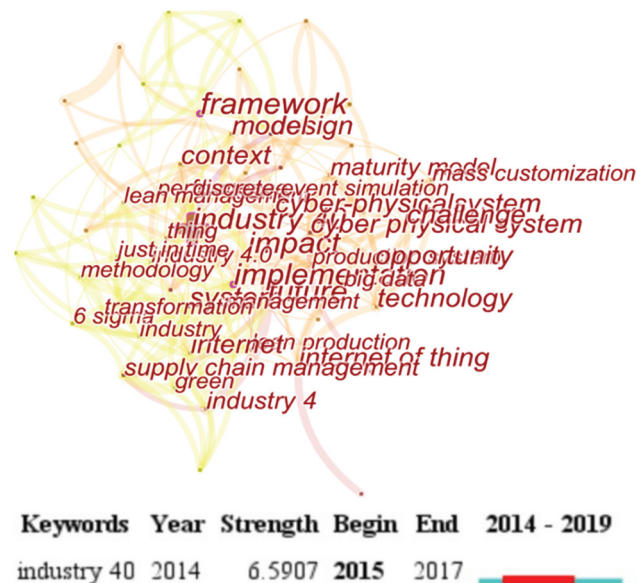 framework
model
context
maturity model
mass customization
discrete event simulation
lean management
cyber-physical system
industry 4.0
challenge
cyber physical system
thing
impact
just in time
industry 4.0
opportunity
methodology
implementation
big data
future
management
technology
transformation
6 sigma
industry
internet
lean production
internet of thing
supply chain management
green
industry 4
Keywords Year Strength Begin End 2014 - 2019
industry 40 2014 6.5907 2015 2017